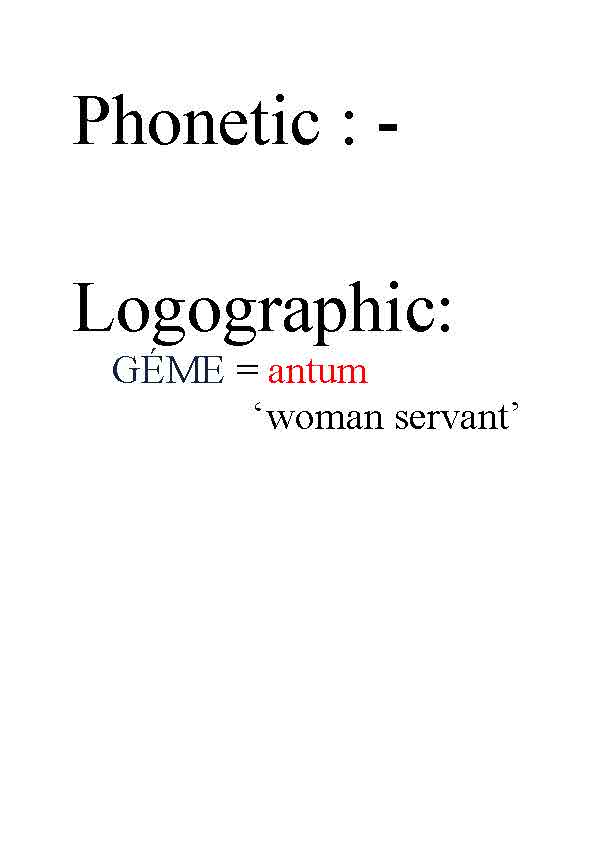 Phonetic : -
Logographic:
GÉME = antum
‘woman servant’